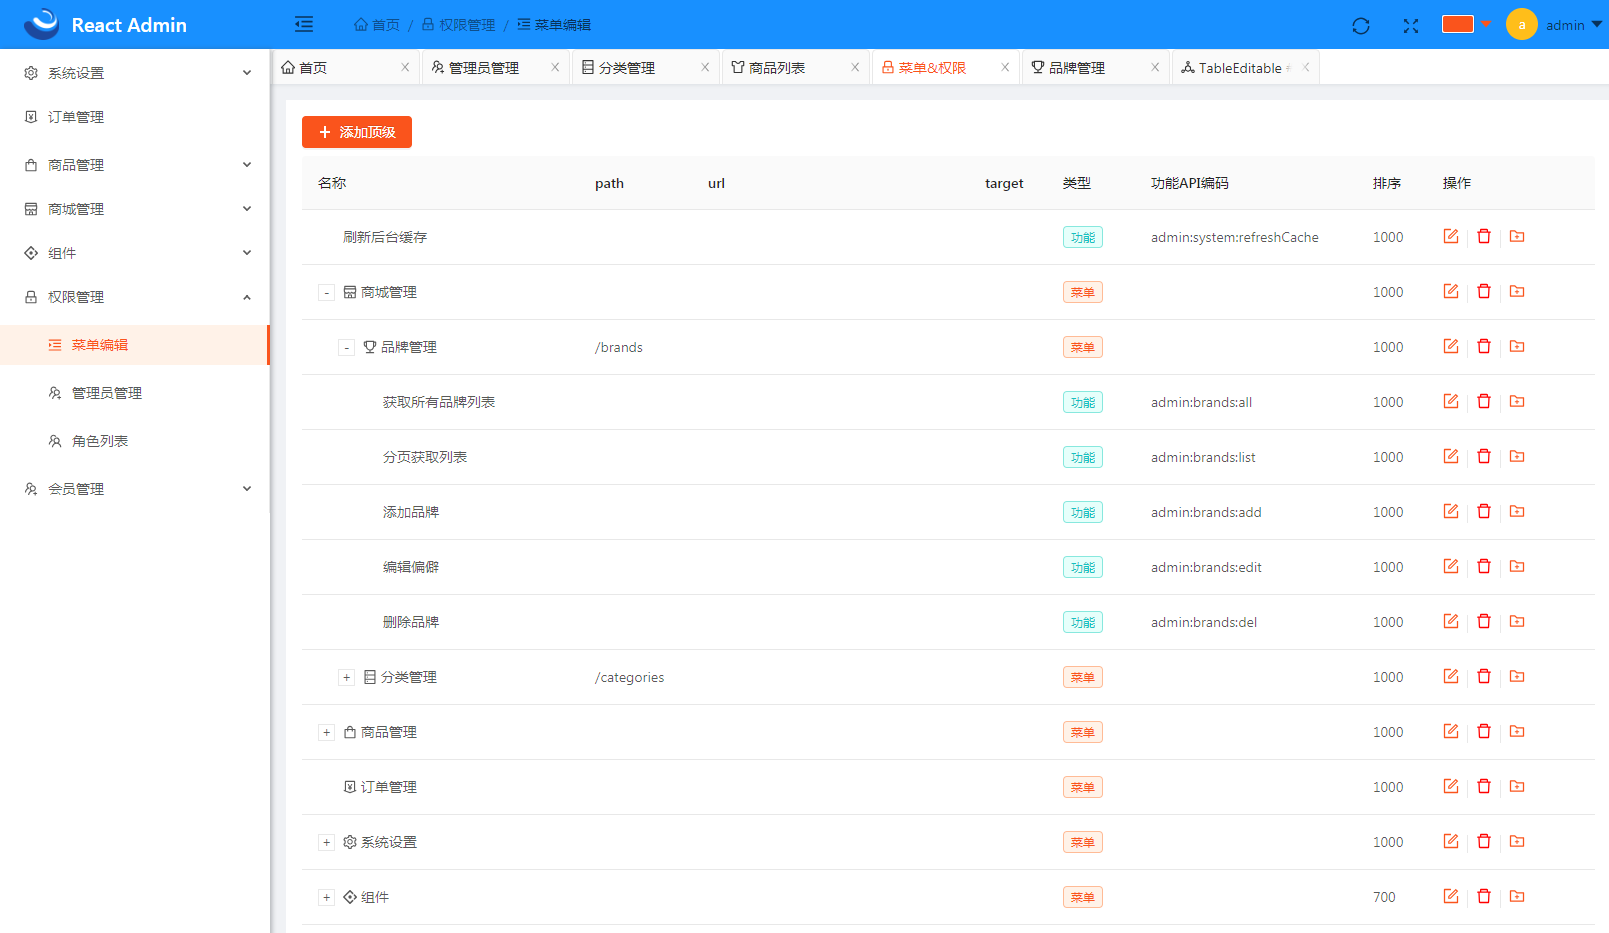 React Admin
首页 / 权限管理 / 菜单编辑
a admin
系统设置
订单管理
商品管理
商城管理
组件
权限管理
菜单编辑
管理员管理
角色列表
会员管理
首页 管理员管理 分类管理 商品列表 菜单&权限 品牌管理 TableEditable
添加顶级
名称 path url target 类型 功能API编码 排序 操作
刷新后台缓存 功能 admin:system:refreshCache 1000
- 商城管理 菜单 1000
- 品牌管理 /brands 菜单 1000
获取所有品牌列表 功能 admin:brands:all 1000
分页获取列表 功能 admin:brands:list 1000
添加品牌 功能 admin:brands:add 1000
编辑偏僻 功能 admin:brands:edit 1000
删除品牌 功能 admin:brands:del 1000
+ 分类管理 /categories 菜单 1000
+ 商品管理 菜单 1000
订单管理 菜单 1000
+ 系统设置 菜单 1000
+ 组件 菜单 700